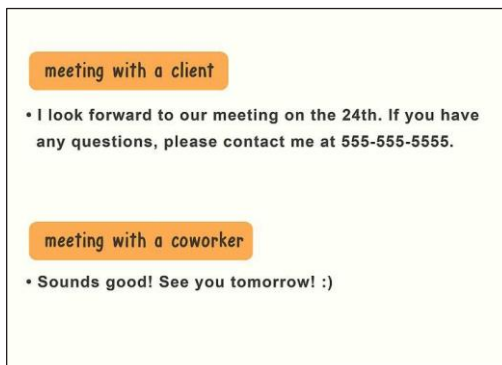 meeting with a client
• I look forward to our meeting on the 24th. If you have
any questions, please contact me at 555-555-5555.
meeting with a coworker
• Sounds good! See you tomorrow! :)